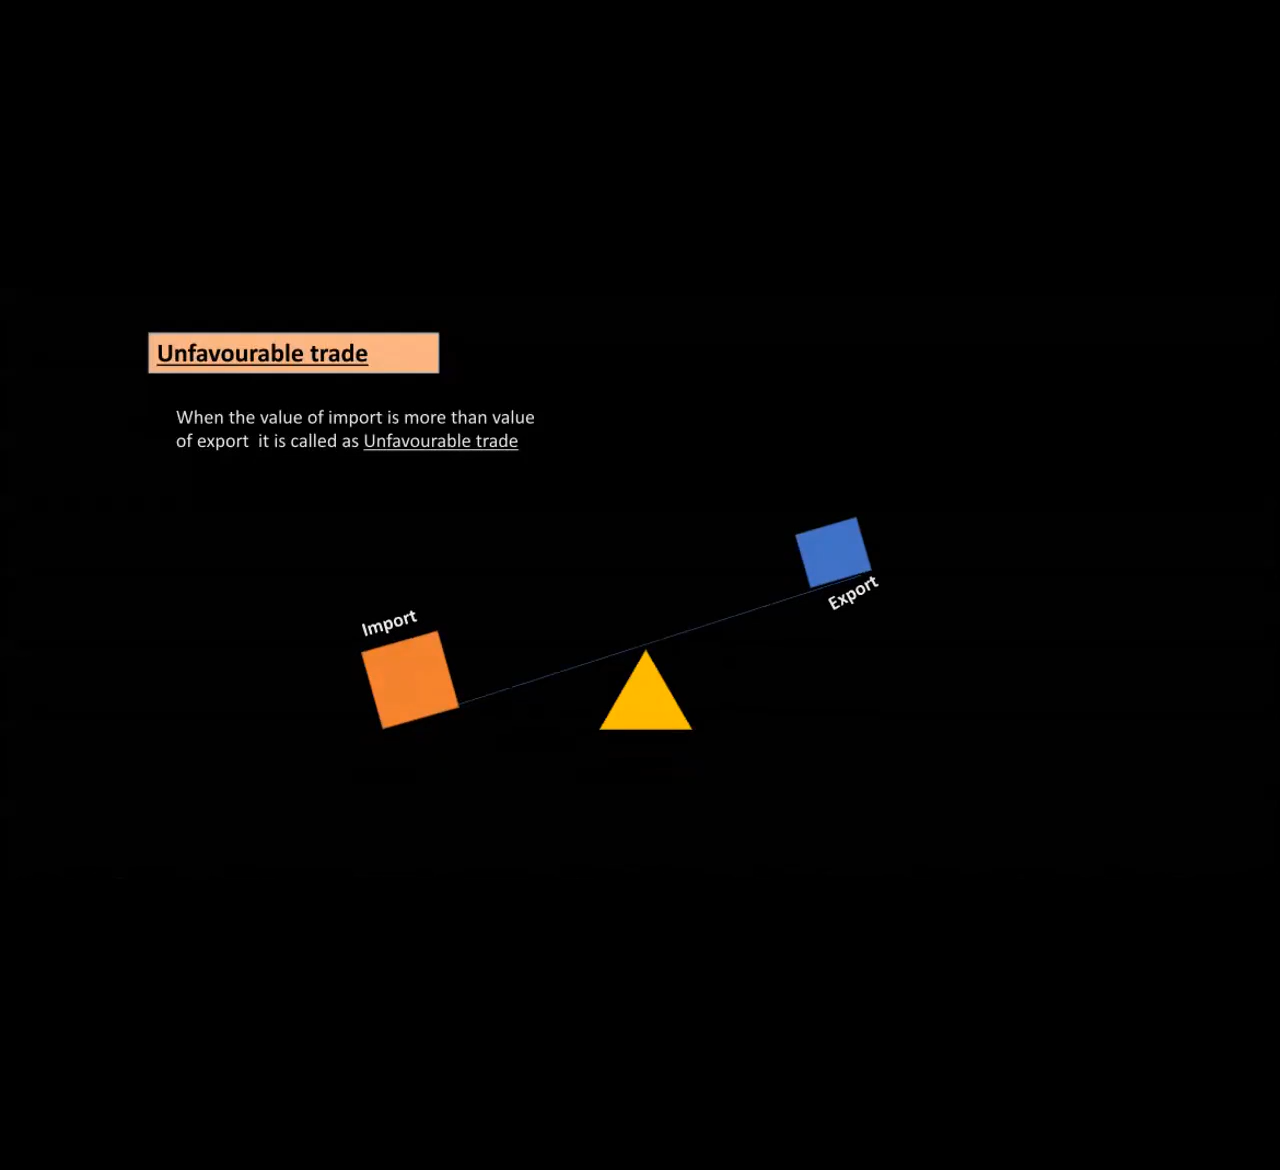 Unfavourable trade
When the value of import is more than value
of export  it is called as Unfavourable trade
Export
Import